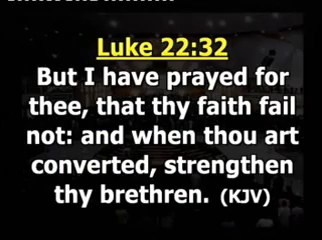 Luke 22:32
But I have prayed for
thee, that thy faith fail
not: and when thou art
converted, strengthen
thy brethren. (KJV)